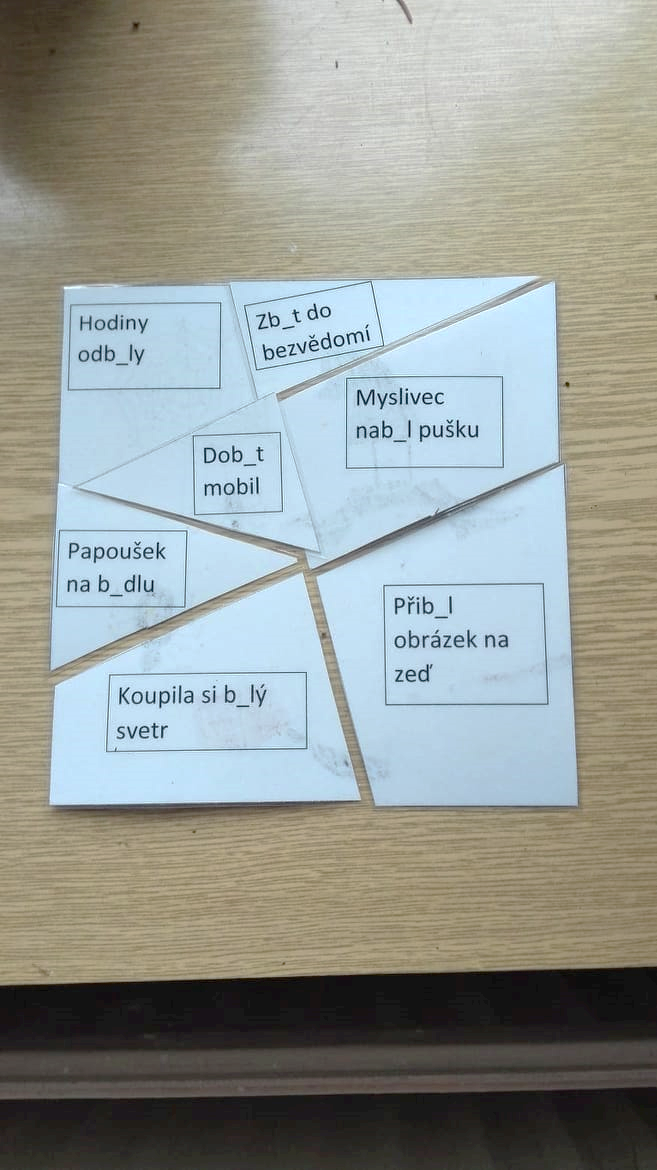 Hodiny
odb_ly
Zb_t do
bezvědomí
Myslivec
nab_l pušku
Dob_t
mobil
Papoušek
na b_dlu
Přib_l
obrázek na
zeď
Koupila si b_lý
svetr